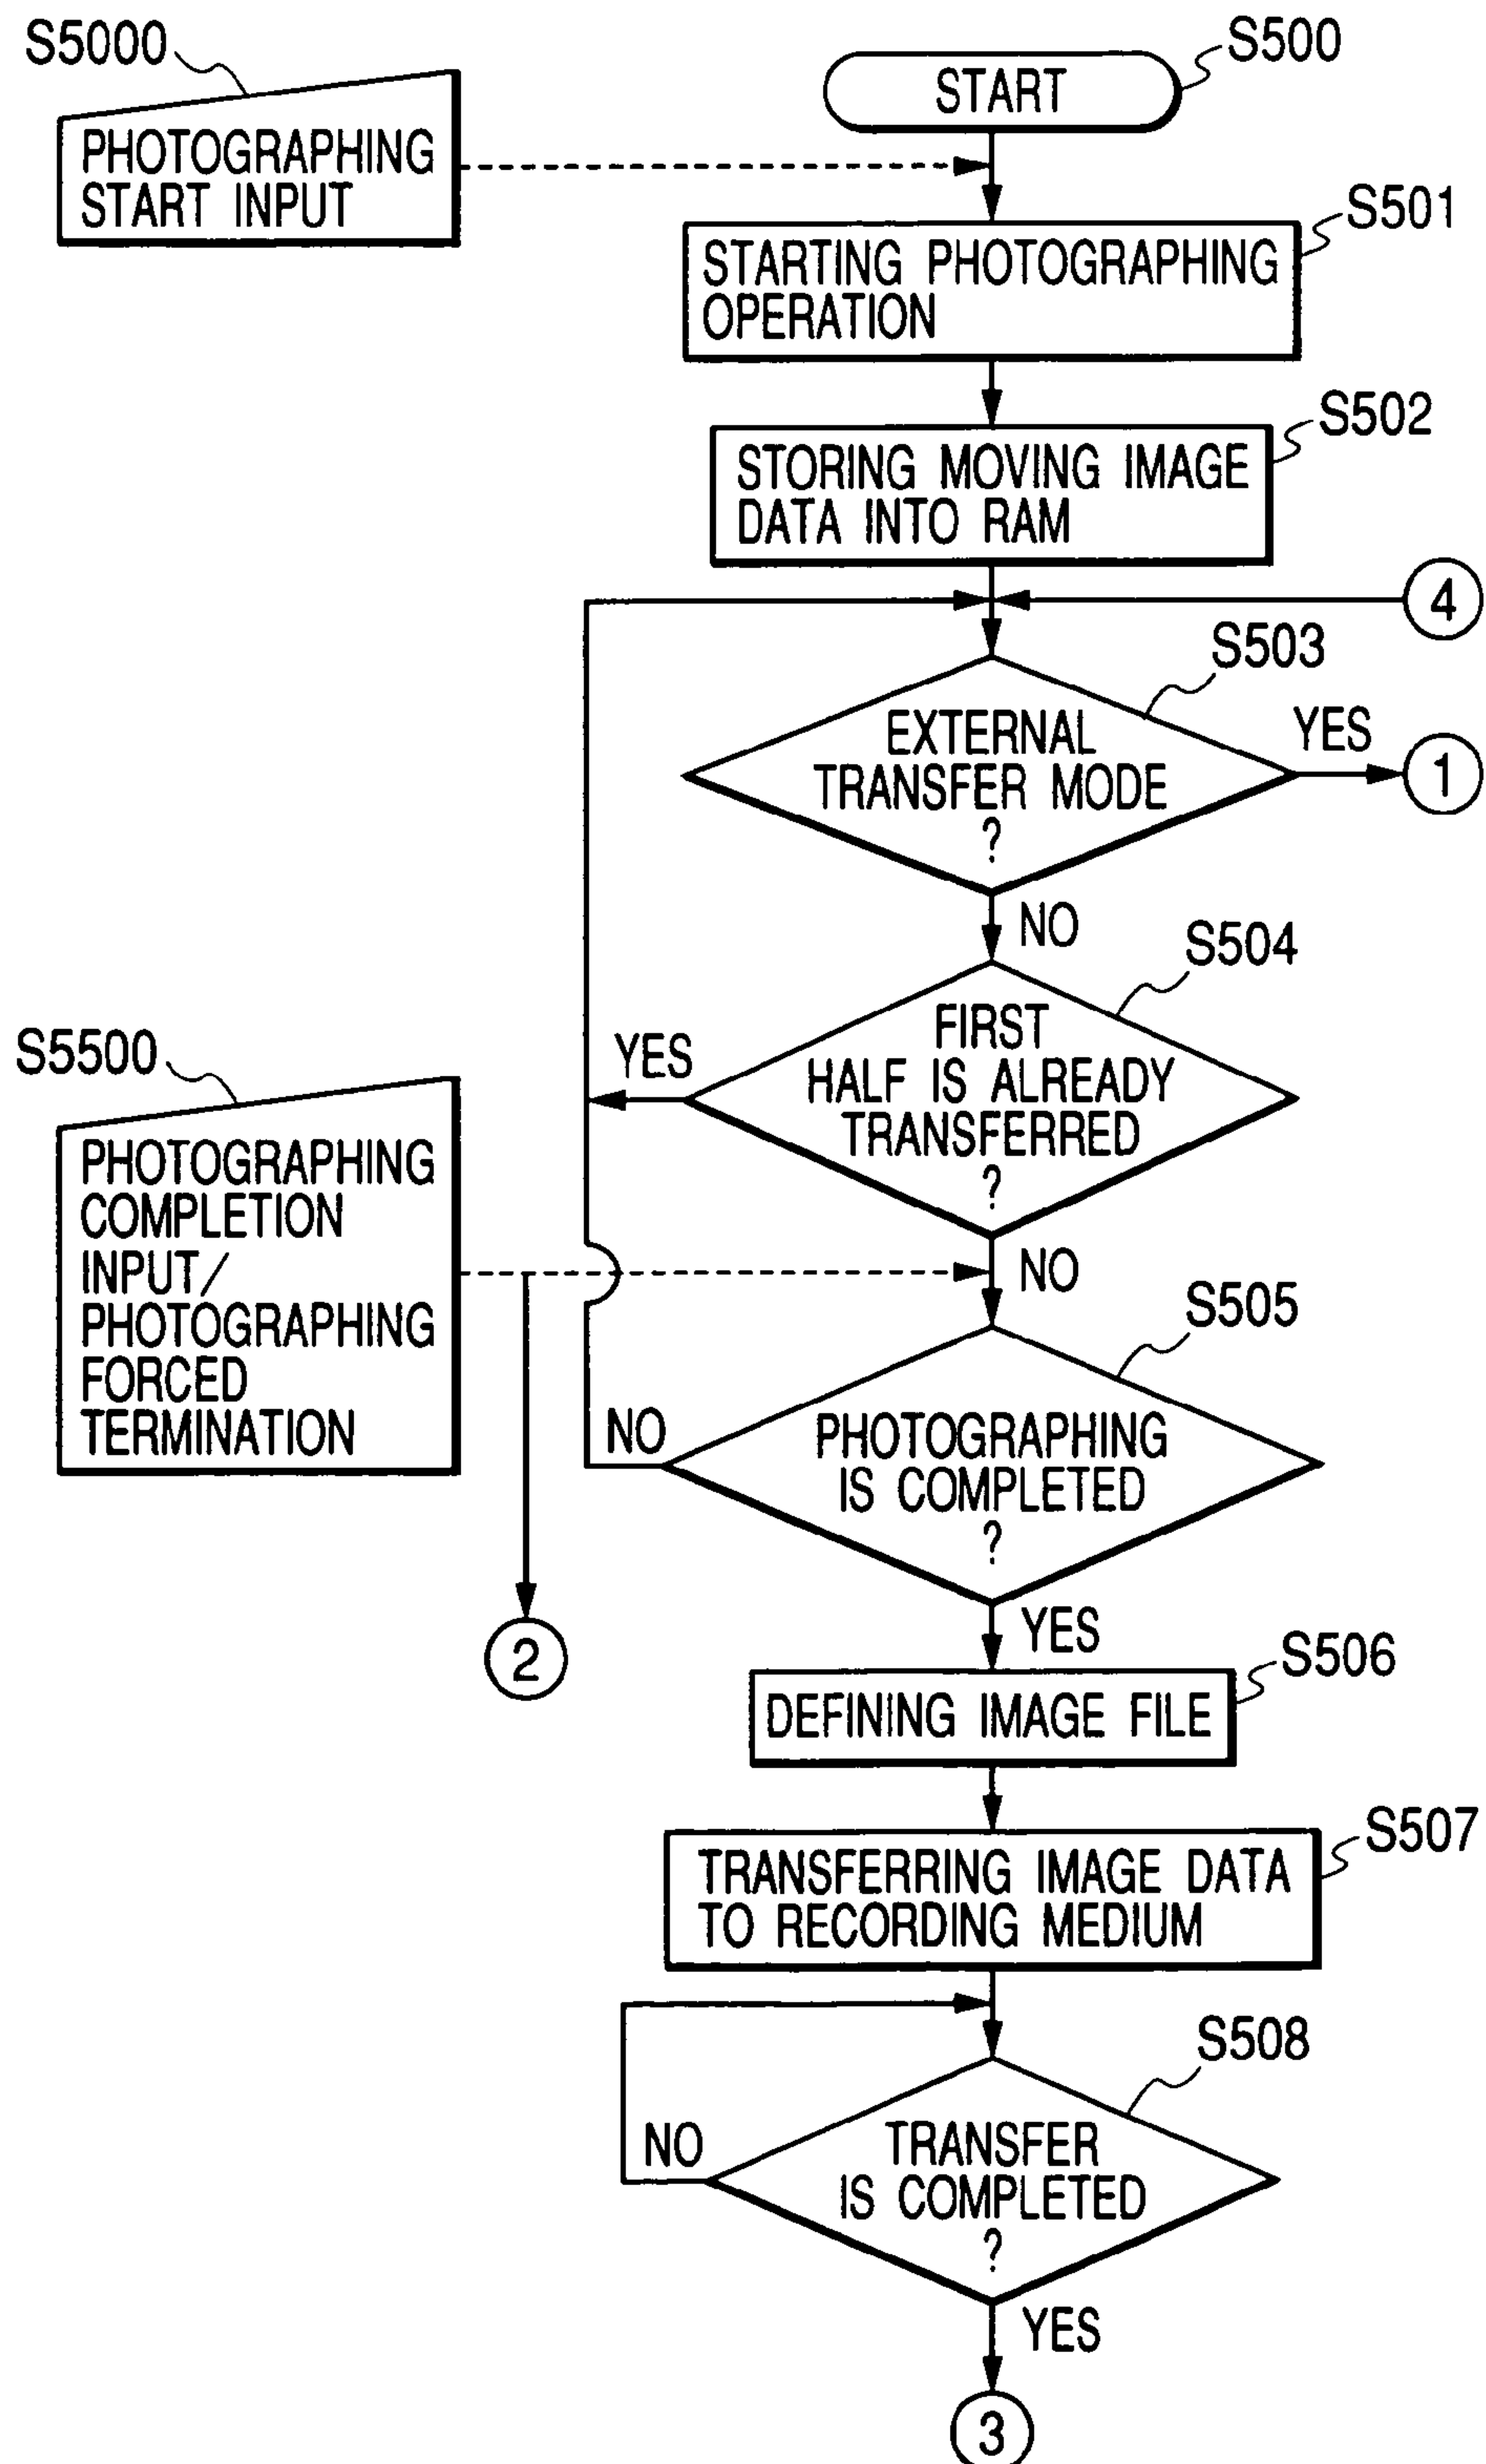 S5000
PHOTOGRAPHING
START INPUT
START
S500
S501
STARTING PHOTOGRAPHING
OPERATION
S502
STORING MOVING IMAGE
DATA INTO RAM
4
S503
EXTERNAL
TRANSFER MODE
?
YES
1
NO
S504
FIRST
HALF IS ALREADY
TRANSFERRED
?
YES
NO
S5500
PHOTOGRAPHING
COMPLETION
INPUT/
PHOTOGRAPHING
FORCED
TERMINATION
2
S505
PHOTOGRAPHING
IS COMPLETED
?
NO
YES
S506
DEFINING IMAGE FILE
S507
TRANSFERRING IMAGE DATA
TO RECORDING MEDIUM
S508
TRANSFER
IS COMPLETED
?
NO
YES
3